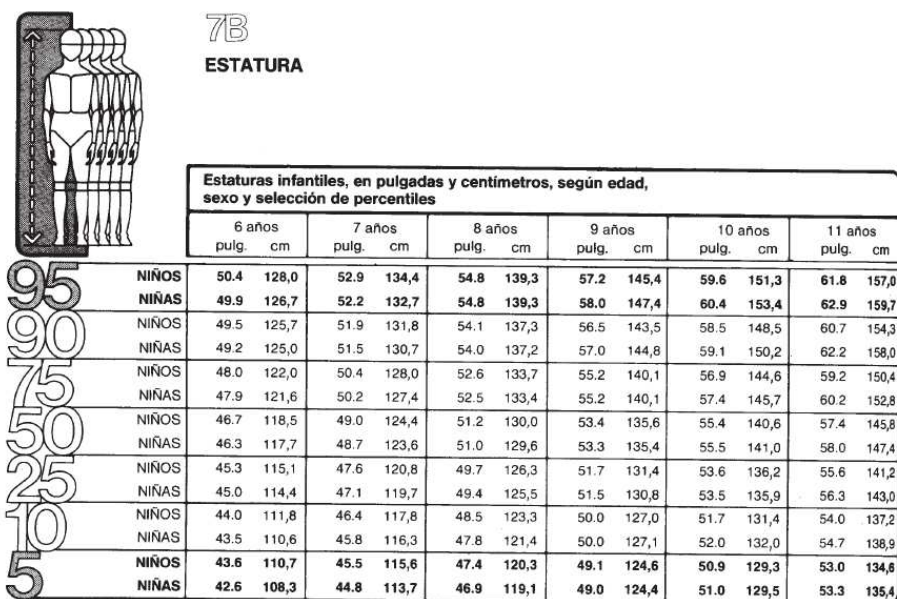 7B
ESTATURA
Estaturas infantiles, en pulgadas y centímetros, según edad,
sexo y selección de percentiles
6 años 7 años 8 años 9 años 10 años 11 años
pulg. cm pulg. cm pulg. cm pulg. cm pulg. cm pulg. cm
95 NIÑOS 50.4 128,0 52.9 134,4 54.8 139,3 57.2 145,4 59.6 151,3 61.8 157,0
NIÑAS 49.9 126,7 52.2 132,7 54.8 139,3 58.0 147,4 60.4 153,4 62.9 159,7
90 NIÑOS 49.5 125,7 51.9 131,8 54.1 137,3 56.5 143,5 58.5 148,5 60.7 154,3
NIÑAS 49.2 125,0 51.5 130,7 54.0 137,2 57.0 144,8 59.1 150,2 62.2 158,0
75 NIÑOS 48.0 122,0 50.4 128,0 52.6 133,7 55.2 140,1 56.9 144,6 59.2 150,4
NIÑAS 47.9 121,6 50.2 127,4 52.5 133,4 55.2 140,1 57.4 145,7 60.2 152,8
50 NIÑOS 46.7 118,5 49.0 124,4 51.2 130,0 53.4 135,6 55.4 140,6 57.4 145,8
NIÑAS 46.3 117,7 48.7 123,6 51.0 129,6 53.3 135,4 55.5 141,0 58.0 147,4
25 NIÑOS 45.3 115,1 47.6 120,8 49.7 126,3 51.7 131,4 53.6 136,2 55.6 141,2
NIÑAS 45.0 114,4 47.1 119,7 49.4 125,5 51.5 130,8 53.5 135,9 56.3 143,0
10 NIÑOS 44.0 111,8 46.4 117,8 48.5 123,3 50.0 127,0 51.7 131,4 54.0 137,2
NIÑAS 43.5 110,6 45.8 116,3 47.8 121,4 50.0 127,1 52.0 132,0 54.7 138,9
5 NIÑOS 43.6 110,7 45.5 115,6 47.4 120,3 49.1 124,6 50.9 129,3 53.0 134,6
NIÑAS 42.6 108,3 44.8 113,7 46.9 119,1 49.0 124,4 51.0 129,5 53.3 135,4